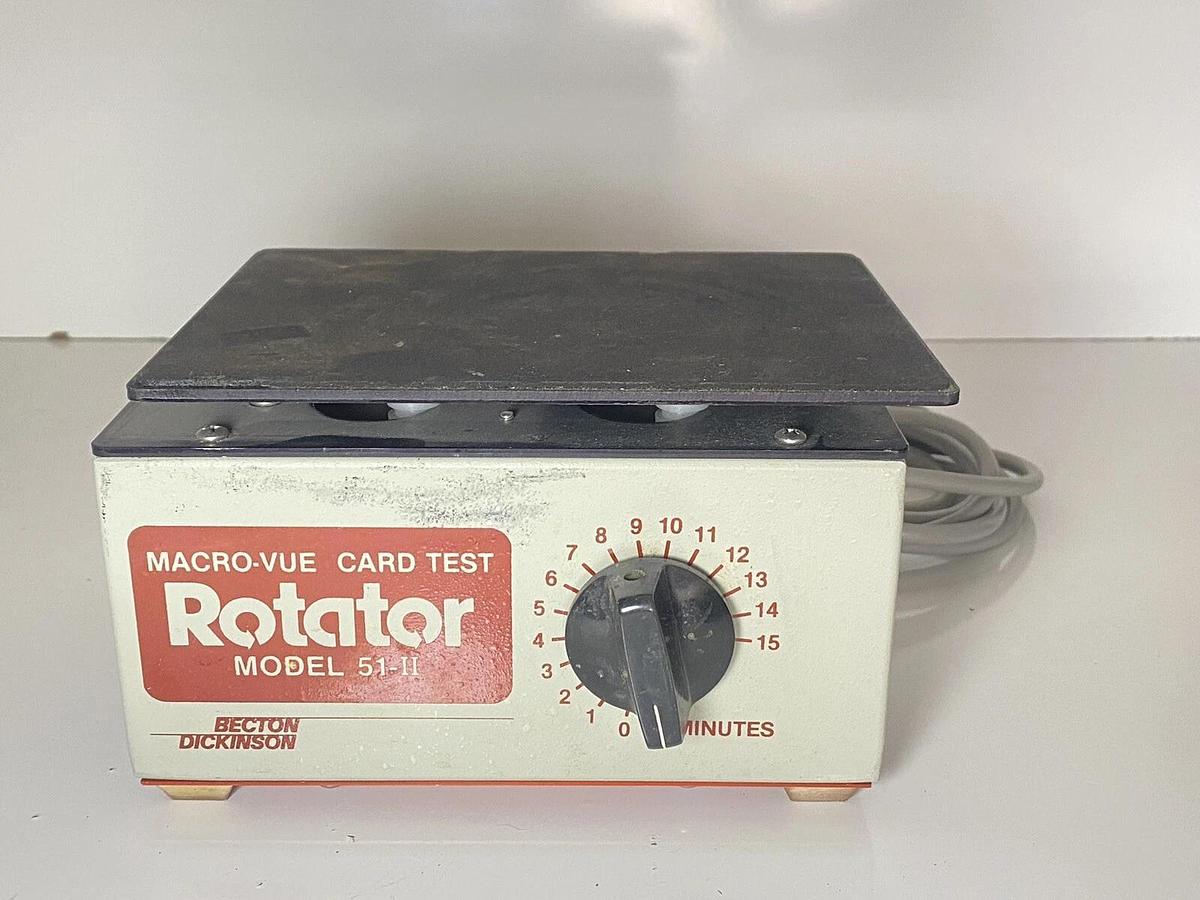 MACRO-VUE CARD TEST
Rotator
MODEL 51-II
BECTON
DICKINSON
0 1 2 3 4 5 6 7 8 9 10 11 12 13 14 15
MINUTES